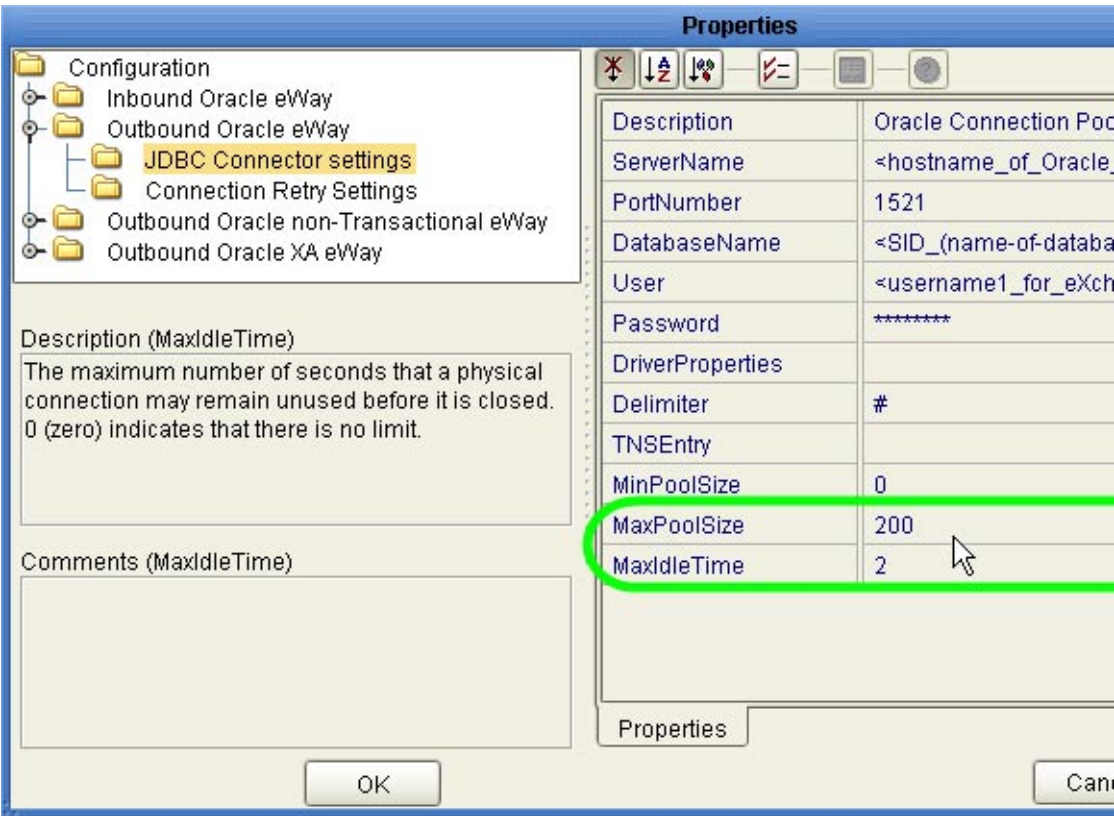 Properties
Configuration
Inbound Oracle eWay
Outbound Oracle eWay
JDBC Connector settings
Connection Retry Settings
Outbound Oracle non-Transactional eWay
Outbound Oracle XA eWay
Description (MaxIdleTime)
The maximum number of seconds that a physical
connection may remain unused before it is closed.
0 (zero) indicates that there is no limit.
Comments (MaxIdleTime)
OK
Description Oracle Connection Poo
ServerName <hostname_of_Oracle_
PortNumber 1521
DatabaseName <SID_(name-of-databa
User <username1_for_eXch
Password ********
DriverProperties
Delimiter #
TNSEntry
MinPoolSize 0
MaxPoolSize 200
MaxIdleTime 2
Properties
Canc